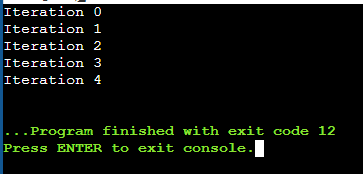 Iteration 0
Iteration 1
Iteration 2
Iteration 3
Iteration 4
...Program finished with exit code 12
Press ENTER to exit console.